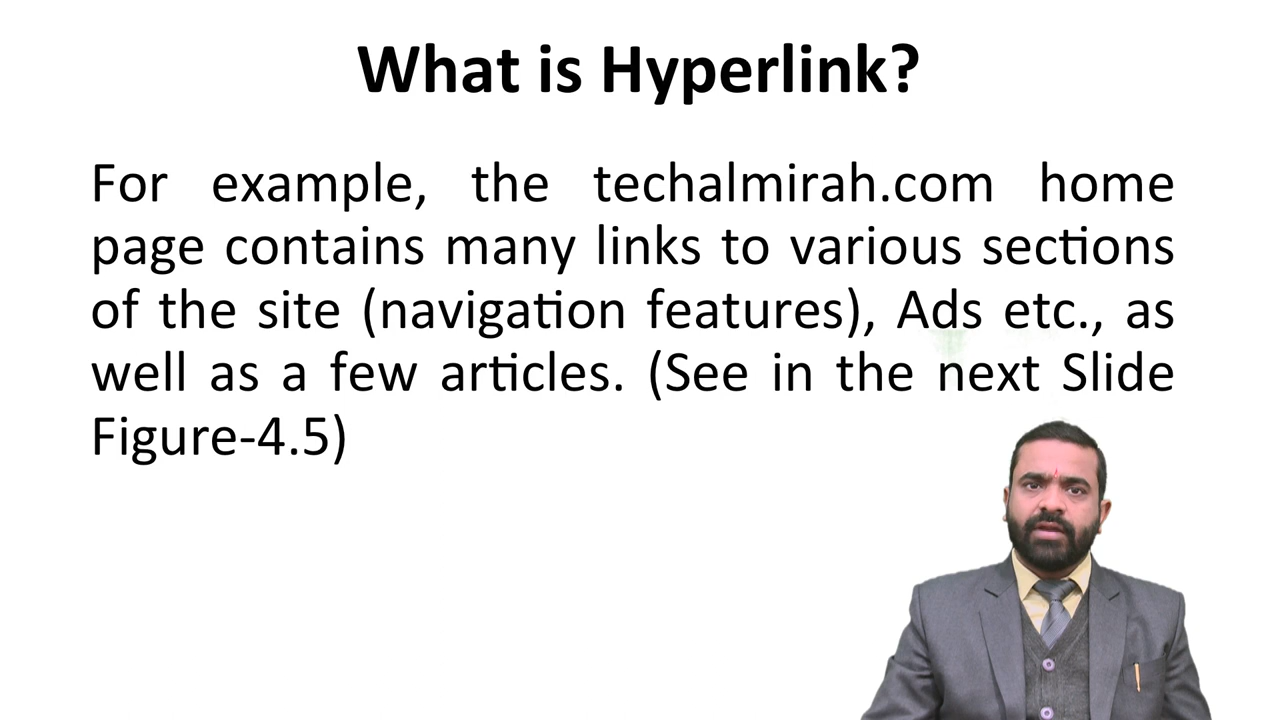 What is Hyperlink?
For example, the techalmirah.com home
page contains many links to various sections
of the site (navigation features), Ads etc., as
well as a few articles. (See in the next Slide
Figure-4.5)